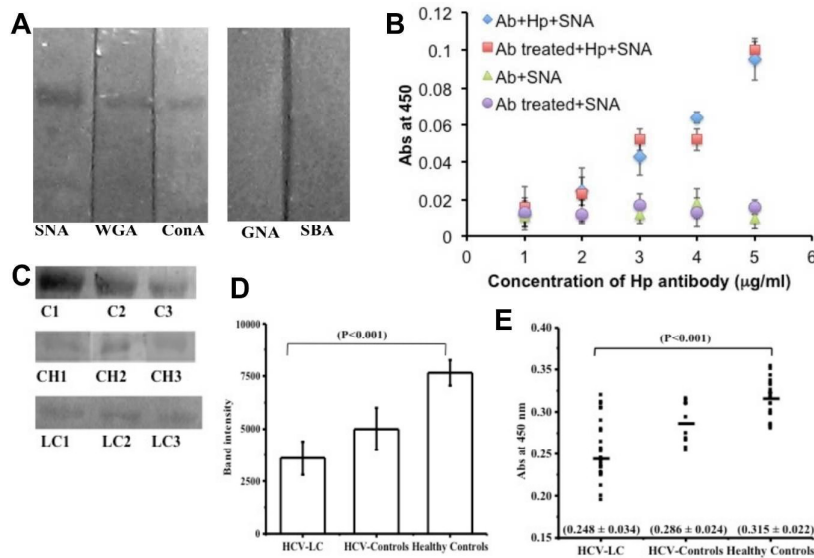 A
SNA WGA ConA
GNA SBA
B
Ab+Hp+SNA
Ab treated+Hp+SNA
Ab+SNA
Ab treated+SNA
Abs at 450
0.12
0.1
0.08
0.06
0.04
0.02
0
0 1 2 3 4 5 6
Concentration of Hp antibody (µg/ml)
C
C1 C2 C3
CH1 CH2 CH3
LC1 LC2 LC3
D
(P<0.001)
Band intensity
10000
7500
5000
2500
0
HCV-LC HCV-Controls Healthy Controls
E
(P<0.001)
Abs at 450 nm
0.40
0.35
0.30
0.25
0.20
0.15
(0.248 ± 0.034) (0.286 ± 0.024) (0.315 ± 0.022)
HCV-LC HCV-Controls Healthy Controls